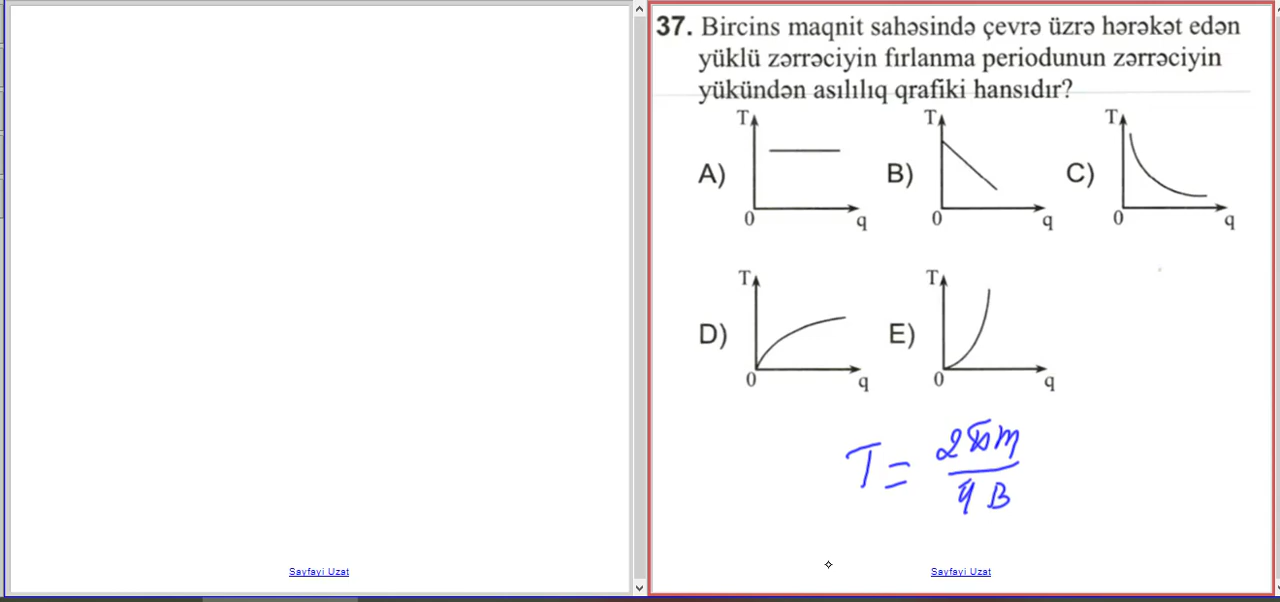 37. Bircins maqnit sahəsində çevrə üzrə hərəkət edən
yüklü zərrəciyin fırlanma periodunun zərrəciyin
yükündən asılılıq qrafiki hansıdır?
A) T 0 q B) T 0 q C) T 0 q
D) T 0 q E) T 0 q
T = 2πm
qB
Sayfayi Uzat Sayfayi Uzat